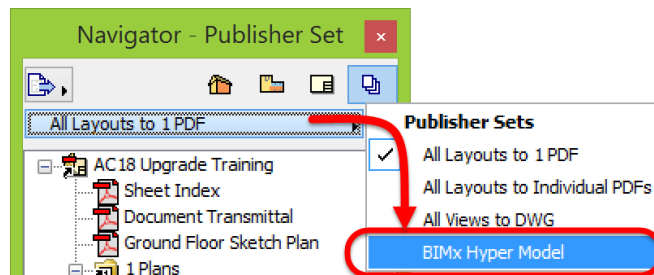 Navigator - Publisher Set
All Layouts to 1 PDF
AC18 Upgrade Training
Sheet Index
Document Transmittal
Ground Floor Sketch Plan
1 Plans
Publisher Sets
All Layouts to 1 PDF
All Layouts to Individual PDFs
All Views to DWG
BIMx Hyper Model